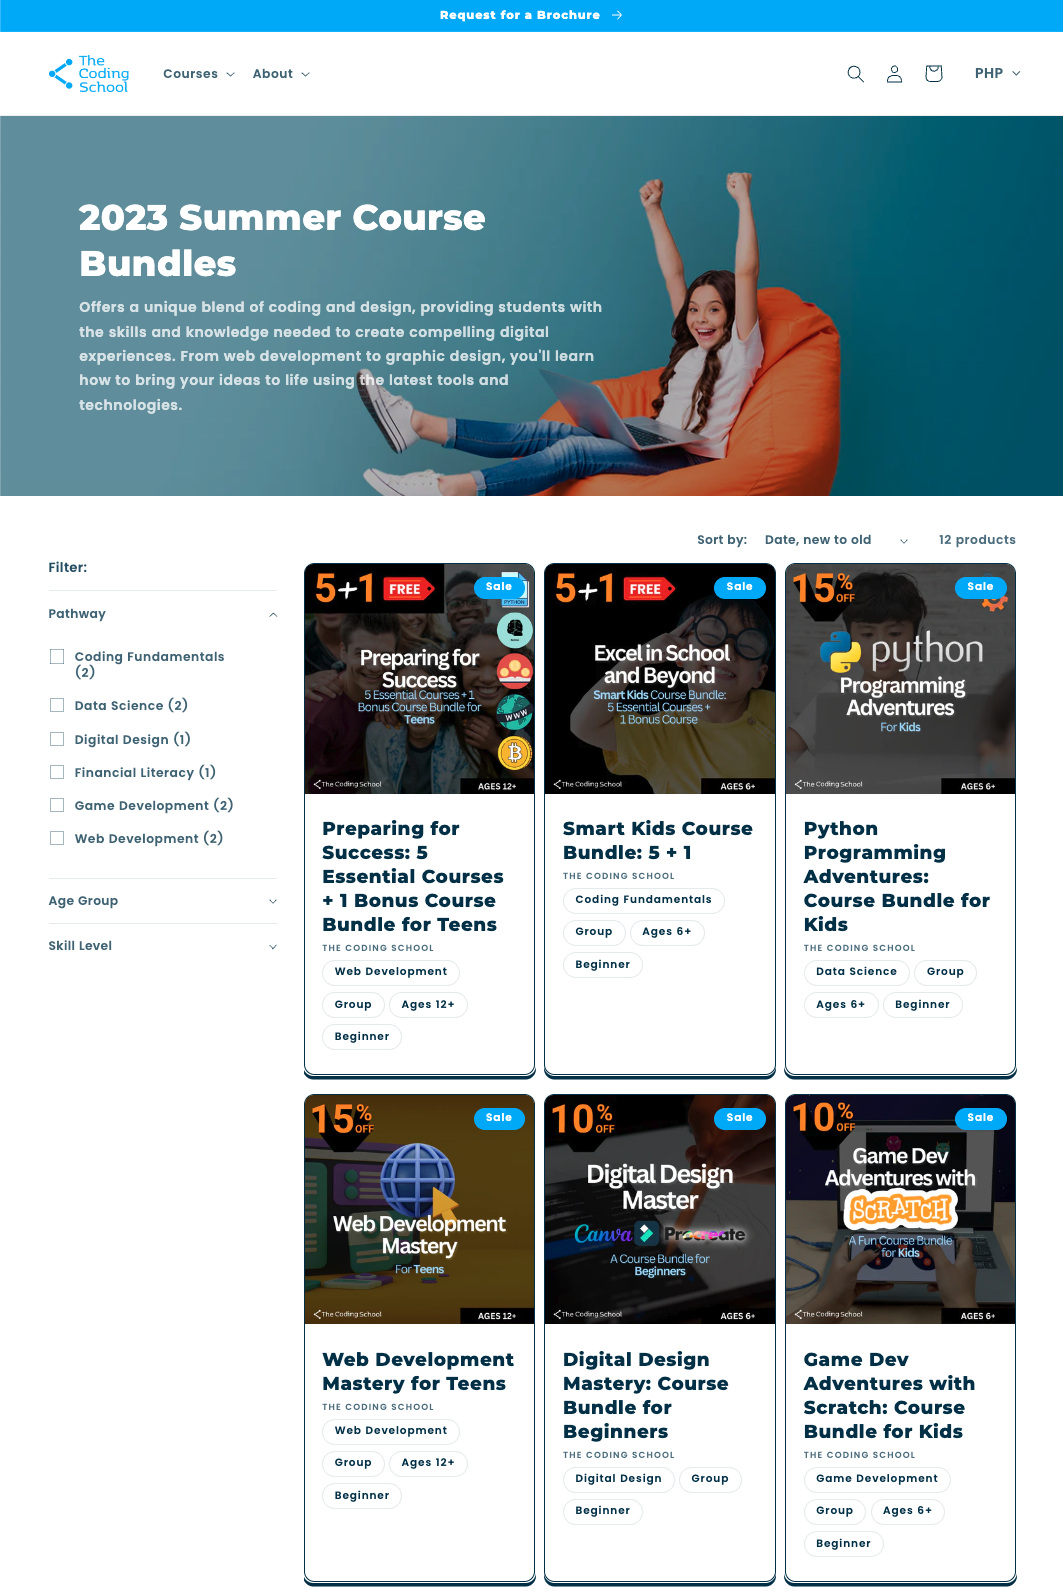 Request for a Brochure →
The
Coding
School
Courses
About
PHP
2023 Summer Course
Bundles
Offers a unique blend of coding and design, providing students with
the skills and knowledge needed to create compelling digital
experiences. From web development to graphic design, you'll learn
how to bring your ideas to life using the latest tools and
technologies.
Sort by: Date, new to old
12 products
Filter:
Pathway
Coding Fundamentals
(2)
Data Science (2)
Digital Design (1)
Financial Literacy (1)
Game Development (2)
Web Development (2)
Age Group
Skill Level
5+1 FREE
Sale
PYTHON
Preparing for
Success
5 Essential Courses +1
Bonus Course Bundle for
Teens
WWW
The Coding School
AGES 12+
Preparing for
Success: 5
Essential Courses
+ 1 Bonus Course
Bundle for Teens
THE CODING SCHOOL
Web Development
Group Ages 12+
Beginner
5+1 FREE
Sale
Excel in School
and Beyond
Smart Kids Course Bundle:
5 Essential Courses +
1 Bonus Course
The Coding School
AGES 6+
Smart Kids Course
Bundle: 5 + 1
THE CODING SCHOOL
Coding Fundamentals
Group Ages 6+
Beginner
15% OFF
Sale
python
Programming
Adventures
For Kids
The Coding School
AGES 6+
Python
Programming
Adventures:
Course Bundle for
Kids
THE CODING SCHOOL
Data Science Group
Ages 6+ Beginner
15% OFF
Sale
Web Development
Mastery
For Teens
The Coding School
AGES 12+
Web Development
Mastery for Teens
THE CODING SCHOOL
Web Development
Group Ages 12+
Beginner
10% OFF
Sale
Digital Design
Master
Canva Procreate
A Course Bundle for
Beginners
The Coding School
AGES 6+
Digital Design
Mastery: Course
Bundle for
Beginners
THE CODING SCHOOL
Digital Design Group
Beginner
10% OFF
Sale
Game Dev
Adventures with
SCRATCH
A Fun Course Bundle
for Kids
The Coding School
AGES 6+
Game Dev
Adventures with
Scratch: Course
Bundle for Kids
THE CODING SCHOOL
Game Development
Group Ages 6+
Beginner